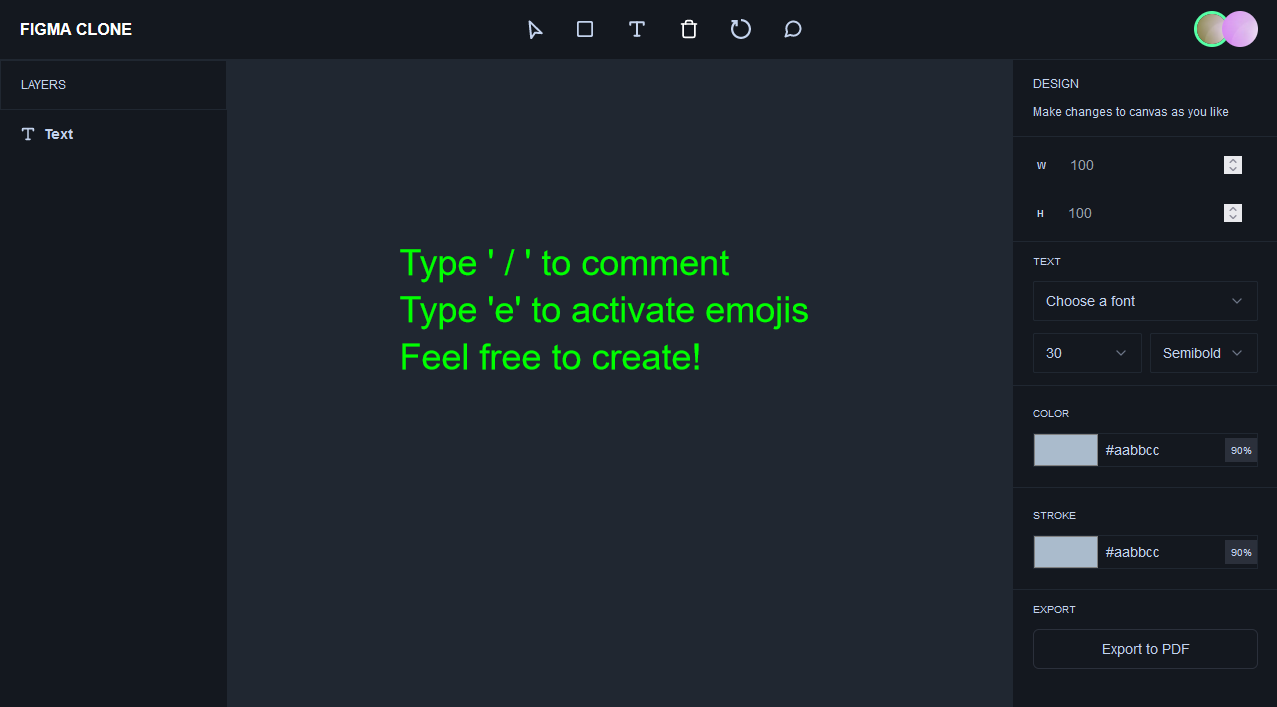 FIGMA CLONE
LAYERS
Text
Type ' / ' to comment
Type 'e' to activate emojis
Feel free to create!
DESIGN
Make changes to canvas as you like
W 100
H 100
TEXT
Choose a font
30 Semibold
COLOR
#aabbcc 90%
STROKE
#aabbcc 90%
EXPORT
Export to PDF